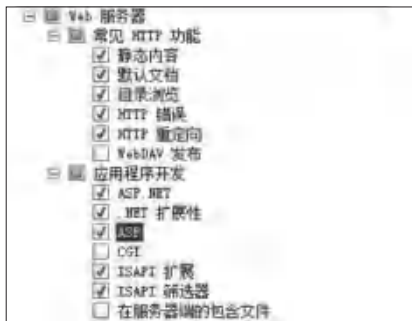 Web 服务器
常见 HTTP 功能
静态内容
默认文档
目录浏览
HTTP 错误
HTTP 重定向
WebDAV 发布
应用程序开发
ASP.NET
.NET 扩展性
ASP
CGI
ISAPI 扩展
ISAPI 筛选器
在服务器端的包含文件